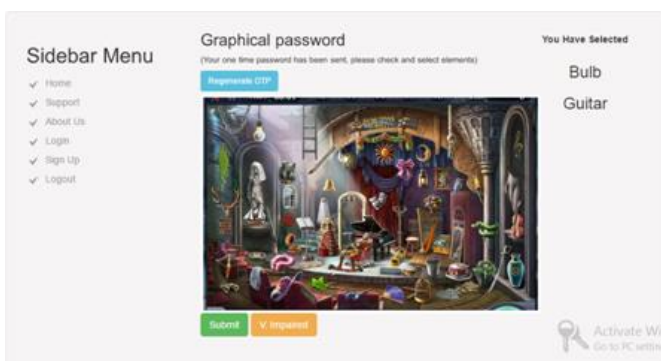 Sidebar Menu
Home
Support
About Us
Login
Sign Up
Logout
Graphical password
(Your one time password has been sent, please check and select elements)
Regenerate OTP
Submit
V. Impaired
You Have Selected
Bulb
Guitar
Activate Wi
Go to PC settin